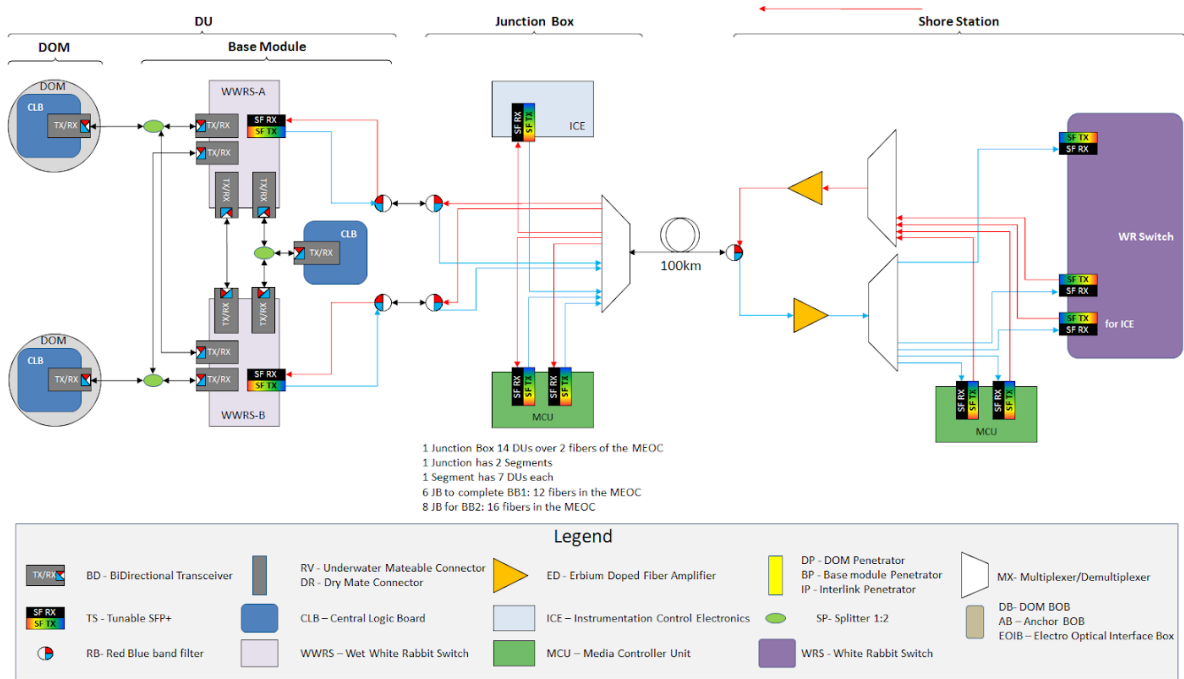 DU
Junction Box
Shore Station
DOM
Base Module
DOM
CLB
TX/RX
WWRS-A
TX/RX
SF RX
SF TX
TX/RX
TX/RX
TX/RX
CLB
TX/RX
TX/RX
TX/RX
DOM
CLB
TX/RX
TX/RX
TX/RX
SF RX
SF TX
WWRS-B
SF RX
SF TX
ICE
100km
SF RX
SF TX
SF RX
SF TX
MCU
SF TX
SF RX
WR Switch
SF TX
SF RX
SF TX
SF RX
for ICE
SF RX
SF TX
SF RX
SF TX
MCU
1 Junction Box 14 DUs over 2 fibers of the MEOC
1 Junction has 2 Segments
1 Segment has 7 DUs each
6 JB to complete BB1: 12 fibers in the MEOC
8 JB for BB2: 16 fibers in the MEOC
Legend
TX/RX
BD - BiDirectional Transceiver
RV - Underwater Mateable Connector
DR - Dry Mate Connector
ED - Erbium Doped Fiber Amplifier
DP - DOM Penetrator
BP - Base module Penetrator
IP - Interlink Penetrator
MX- Multiplexer/Demultiplexer
SF RX
SF TX
TS - Tunable SFP+
CLB – Central Logic Board
ICE – Instrumentation Control Electronics
SP- Splitter 1:2
DB- DOM BOB
AB - Anchor BOB
EOIB - Electro Optical Interface Box
RB- Red Blue band filter
WWRS – Wet White Rabbit Switch
MCU – Media Controller Unit
WRS - White Rabbit Switch